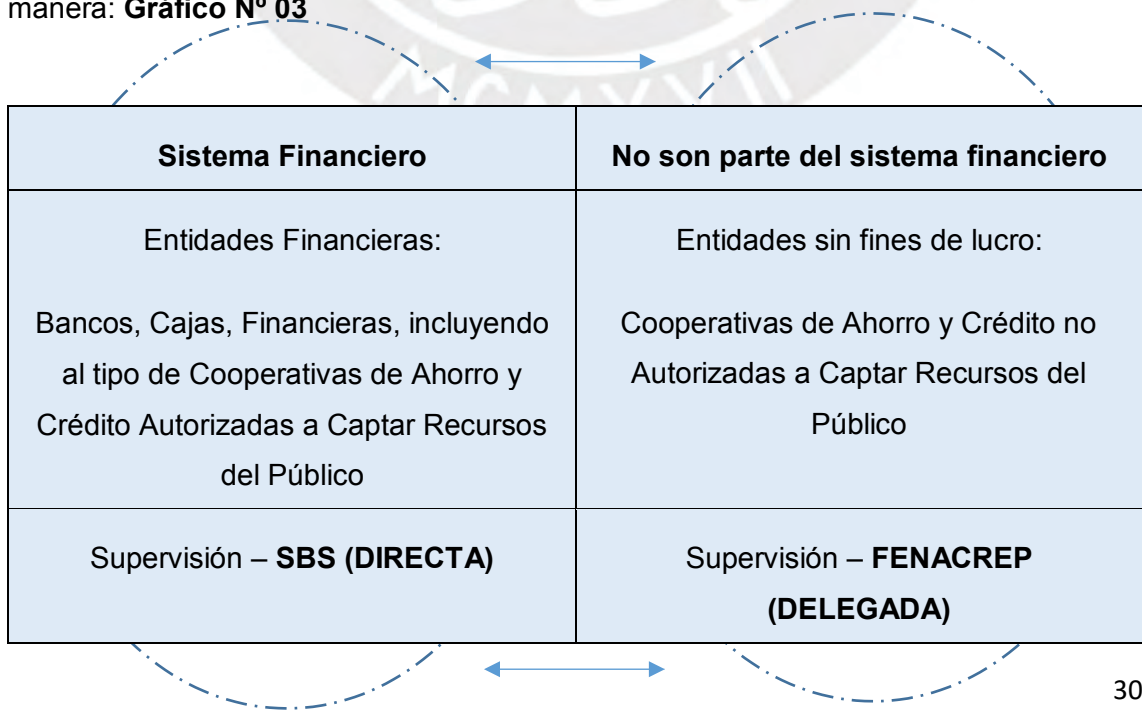 manera: Gráfico Nº 03
MCMXVII
Sistema Financiero
No son parte del sistema financiero
Entidades Financieras:
Bancos, Cajas, Financieras, incluyendo
al tipo de Cooperativas de Ahorro y
Crédito Autorizadas a Captar Recursos
del Público
Entidades sin fines de lucro:
Cooperativas de Ahorro y Crédito no
Autorizadas a Captar Recursos del
Público
Supervisión – SBS (DIRECTA)
Supervisión – FENACREP
(DELEGADA)
30